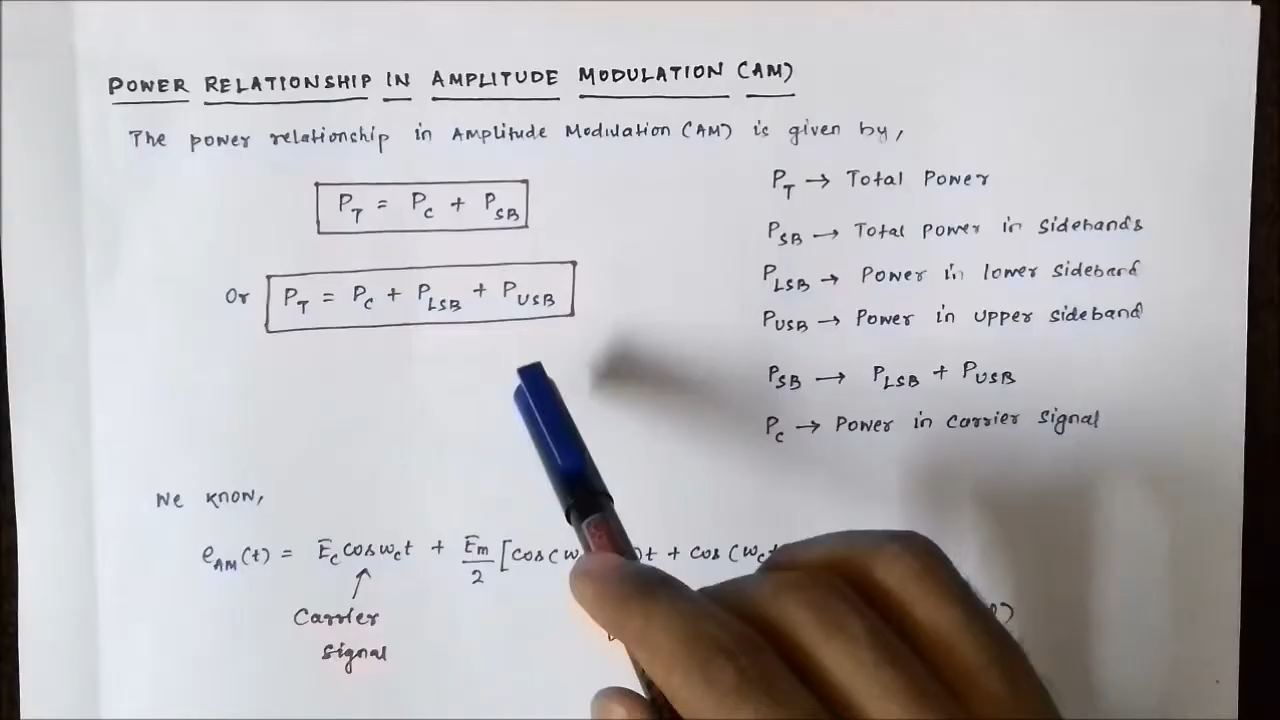 POWER RELATIONSHIP IN AMPLITUDE MODULATION (AM)
The power relationship in Amplitude Modulation (AM) is given by,
P_T = P_C + P_SB
Or P_T = P_C + P_LSB + P_USB
P_T → Total Power
P_SB → Total power in sidebands
P_LSB → Power in lower sideband
P_USB → Power in upper sideband
P_SB → P_LSB + P_USB
P_C → Power in carrier signal
We know,
e_AM(t) = E_C cos w_c t + E_m/2 [cos(w )t + cos (w_c t
Carrier
signal